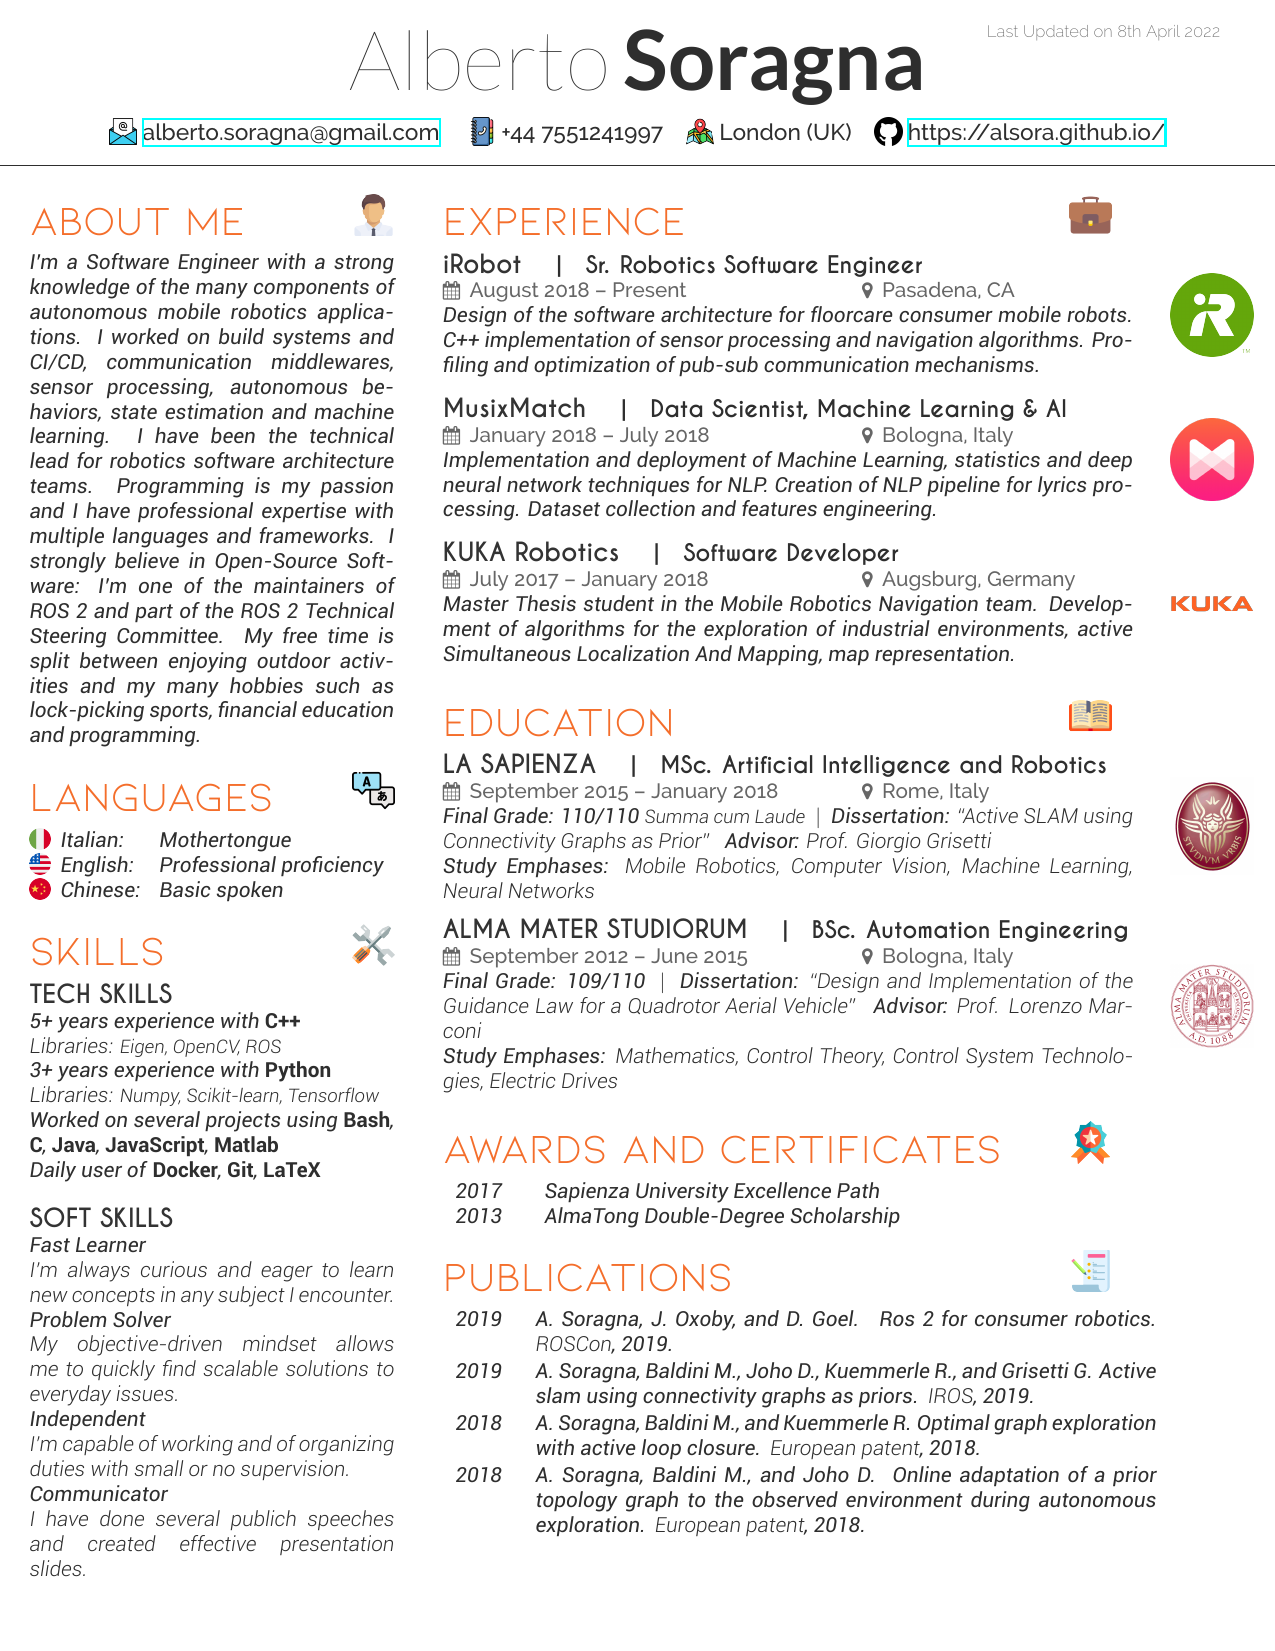 Last Updated on 8th April 2022
Alberto Soragna
alberto.soragna@gmail.com +44 7551241997 London (UK) https://alsora.github.io/
ABOUT ME
I'm a Software Engineer with a strong
knowledge of the many components of
autonomous mobile robotics applica-
tions. I worked on build systems and
CI/CD, communication middlewares,
sensor processing, autonomous be-
haviors, state estimation and machine
learning. I have been the technical
lead for robotics software architecture
teams. Programming is my passion
and I have professional expertise with
multiple languages and frameworks. I
strongly believe in Open-Source Soft-
ware: I'm one of the maintainers of
ROS 2 and part of the ROS 2 Technical
Steering Committee. My free time is
split between enjoying outdoor activ-
ities and my many hobbies such as
lock-picking sports, financial education
and programming.
LANGUAGES
Italian: Mothertongue
English: Professional proficiency
Chinese: Basic spoken
SKILLS
TECH SKILLS
5+ years experience with C++
Libraries: Eigen, OpenCV, ROS
3+ years experience with Python
Libraries: Numpy, Scikit-learn, Tensorflow
Worked on several projects using Bash,
C, Java, JavaScript, Matlab
Daily user of Docker, Git, LaTeX
SOFT SKILLS
Fast Learner
I'm always curious and eager to learn
new concepts in any subject I encounter.
Problem Solver
My objective-driven mindset allows
me to quickly find scalable solutions to
everyday issues.
Independent
I'm capable of working and of organizing
duties with small or no supervision.
Communicator
I have done several publich speeches
and created effective presentation
slides.
EXPERIENCE
iRobot | Sr. Robotics Software Engineer
August 2018 – Present Pasadena, CA
Design of the software architecture for floorcare consumer mobile robots.
C++ implementation of sensor processing and navigation algorithms. Pro-
filing and optimization of pub-sub communication mechanisms.
MusixMatch | Data Scientist, Machine Learning & AI
January 2018 – July 2018 Bologna, Italy
Implementation and deployment of Machine Learning, statistics and deep
neural network techniques for NLP. Creation of NLP pipeline for lyrics pro-
cessing. Dataset collection and features engineering.
KUKA Robotics | Software Developer
July 2017 – January 2018 Augsburg, Germany
Master Thesis student in the Mobile Robotics Navigation team. Develop-
ment of algorithms for the exploration of industrial environments, active
Simultaneous Localization And Mapping, map representation.
KUKA
EDUCATION
LA SAPIENZA | MSc. Artificial Intelligence and Robotics
September 2015 – January 2018 Rome, Italy
Final Grade: 110/110 Summa cum Laude | Dissertation: “Active SLAM using
Connectivity Graphs as Prior” Advisor: Prof. Giorgio Grisetti
Study Emphases: Mobile Robotics, Computer Vision, Machine Learning,
Neural Networks
STVDIVM VRBIS
ALMA MATER STUDIORUM | BSc. Automation Engineering
September 2012 – June 2015 Bologna, Italy
Final Grade: 109/110 | Dissertation: “Design and Implementation of the
Guidance Law for a Quadrotor Aerial Vehicle” Advisor: Prof. Lorenzo Mar-
coni
Study Emphases: Mathematics, Control Theory, Control System Technolo-
gies, Electric Drives
ALMA MATER STUDIORUM
A.D. 1088
AWARDS AND CERTIFICATES
2017 Sapienza University Excellence Path
2013 AlmaTong Double-Degree Scholarship
PUBLICATIONS
2019 A. Soragna, J. Oxoby, and D. Goel. Ros 2 for consumer robotics.
ROSCon, 2019.
2019 A. Soragna, Baldini M., Joho D., Kuemmerle R., and Grisetti G. Active
slam using connectivity graphs as priors. IROS, 2019.
2018 A. Soragna, Baldini M., and Kuemmerle R. Optimal graph exploration
with active loop closure. European patent, 2018.
2018 A. Soragna, Baldini M., and Joho D. Online adaptation of a prior
topology graph to the observed environment during autonomous
exploration. European patent, 2018.